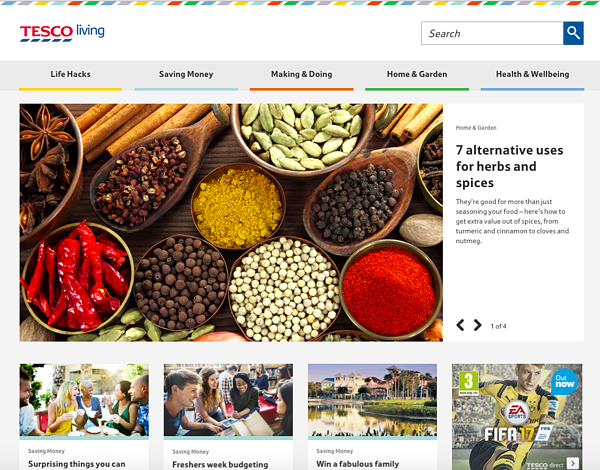 TESCO living
Search
Life Hacks
Saving Money
Making & Doing
Home & Garden
Health & Wellbeing
Home & Garden
7 alternative uses
for herbs and
spices
They're good for more than just
seasoning your food – here's how to
get extra value out of spices, from
turmeric and cinnamon to cloves and
nutmeg.
1 of 4
Saving Money
Surprising things you can
Saving Money
Freshers week budgeting
Saving Money
Win a fabulous family
3
Out
now
EA
SPORTS
FIFA 17
TESCO direct